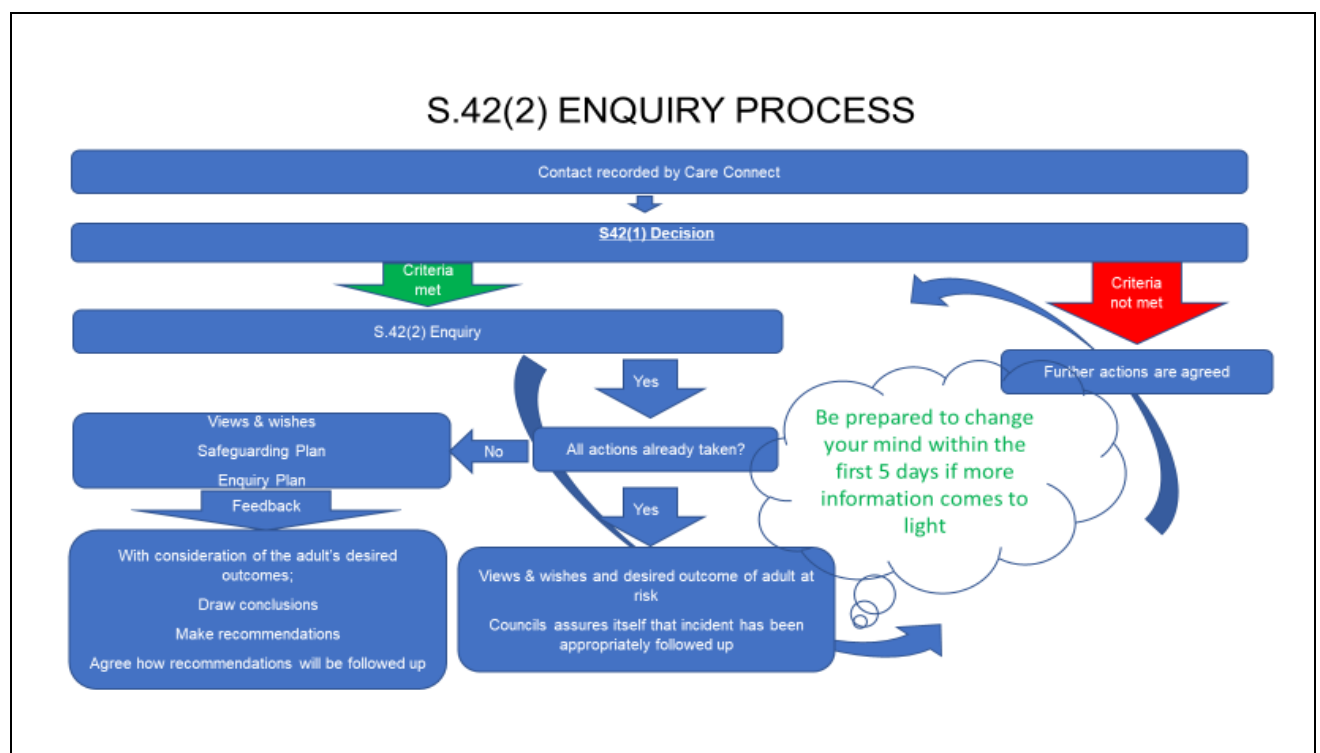 S.42(2) ENQUIRY PROCESS
Contact recorded by Care Connect
S42(1) Decision
Criteria
met
Criteria
not met
S.42(2) Enquiry
Further actions are agreed
Yes
Views & wishes
Safeguarding Plan
Enquiry Plan
No
All actions already taken?
Be prepared to change
your mind within the
first 5 days if more
information comes to
light
Feedback
Yes
With consideration of the adult's desired
outcomes;
Draw conclusions
Make recommendations
Agree how recommendations will be followed up
Views & wishes and desired outcome of adult at
risk
Councils assures itself that incident has been
appropriately followed up